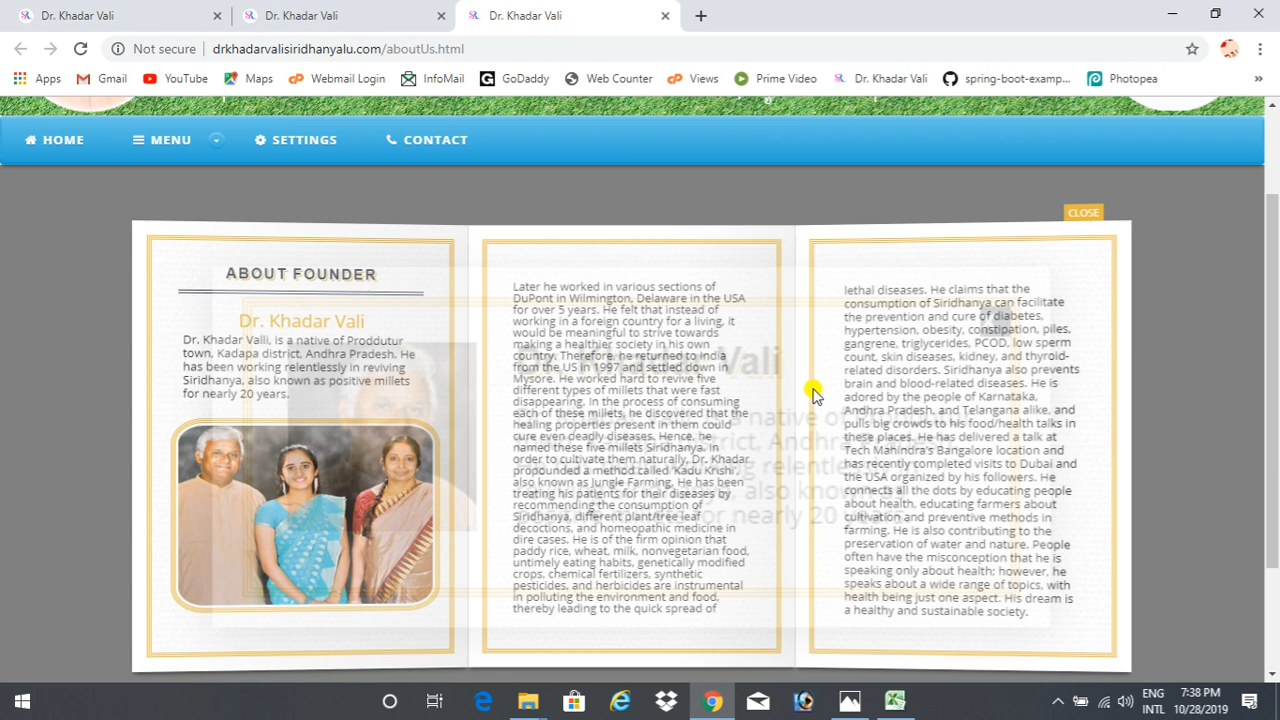 Dr. Khadar Vali
Dr. Khadar Vali
Dr. Khadar Vali
Not secure
drkhadarvalisiridhanyalu.com/aboutUs.html
Apps
Gmail
YouTube
Maps
Webmail Login
InfoMail
GoDaddy
Web Counter
Views
Prime Video
Dr. Khadar Vali
spring-boot-examp...
Photopea
HOME
MENU
SETTINGS
CONTACT
CLOSE
ABOUT FOUNDER
Dr. Khadar Vali
Dr. Khadar Valli, is a native of Proddutur
town, Kadapa district, Andhra Pradesh. He
has been working relentlessly in reviving
Siridhanya, also known as positive millets
for nearly 20 years.
Later he worked in various sections of
DuPont in Wilmington, Delaware in the USA
for over 5 years. He felt that instead of
working in a foreign country for a living, it
would be meaningful to strive towards
making a healthier society in his own
country. Therefore, he returned to India
from the US in 1997 and settled down in
Mysore. He worked hard to revive five
different types of millets that were fast
disappearing. In the process of consuming
each of these millets, he discovered that the
healing properties present in them could
cure even deadly diseases. Hence, he
named these five millets Siridhanya. In
order to cultivate them naturally, Dr. Khadar
propounded a method called 'Kadu Krishi',
also known as Jungle Farming. He has been
treating his patients for their diseases by
recommending the consumption of
Siridhanya, different plant/tree leaf
decoctions, and homeopathic medicine in
dire cases. He is of the firm opinion that
paddy rice, wheat, milk, nonvegetarian food,
untimely eating habits, genetically modified
crops, chemical fertilizers, synthetic
pesticides, and herbicides are instrumental
in polluting the environment and food,
thereby leading to the quick spread of
lethal diseases. He claims that the
consumption of Siridhanya can facilitate
the prevention and cure of diabetes,
hypertension, obesity, constipation, piles,
gangrene, triglycerides, PCOD, low sperm
count, skin diseases, kidney, and thyroid-
related disorders. Siridhanya also prevents
brain and blood-related diseases. He is
adored by the people of Karnataka,
Andhra Pradesh, and Telangana alike, and
pulls big crowds to his food/health talks in
these places. He has delivered a talk at
Tech Mahindra's Bangalore location and
has recently completed visits to Dubai and
the USA organized by his followers. He
connects all the dots by educating people
about health, educating farmers about
cultivation and preventive methods in
farming. He is also contributing to the
preservation of water and nature. People
often have the misconception that he is
speaking only about health; however, he
speaks about a wide range of topics, with
health being just one aspect. His dream is
a healthy and sustainable society.
ENG
INTL
7:38 PM
10/28/2019